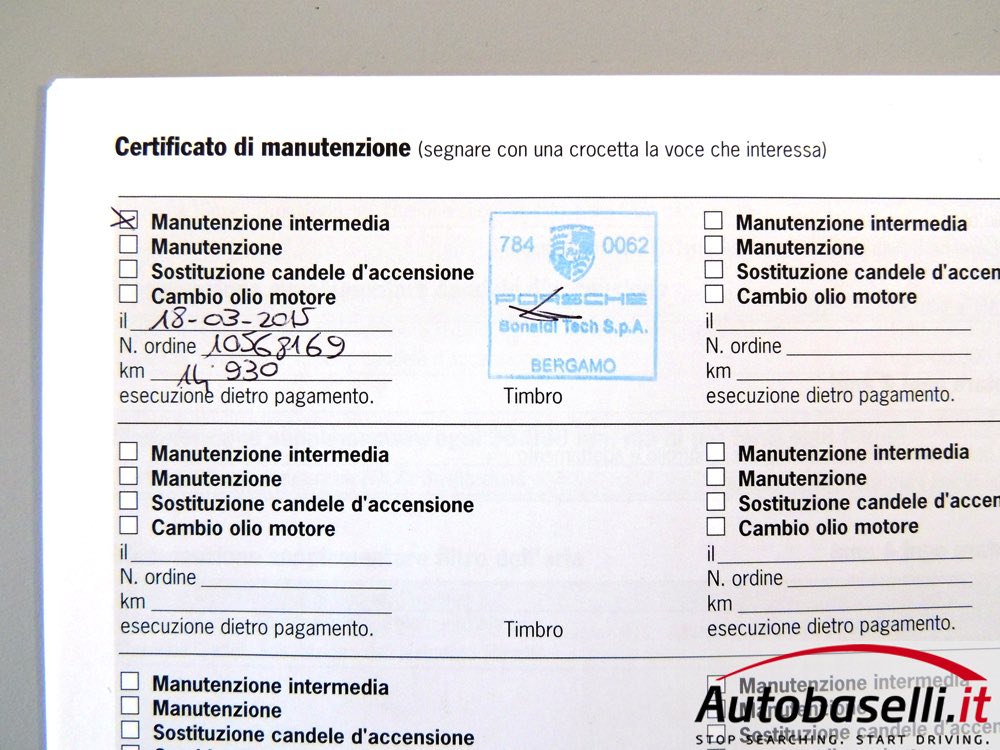 Certificato di manutenzione (segnare con una crocetta la voce che interessa)
Manutenzione intermedia
Manutenzione
Sostituzione candele d'accensione
Cambio olio motore
il 18-03-2015
N. ordine 10568169
km 14 930
esecuzione dietro pagamento.
784 0062
PORSCHE
Bonaldi Tech S.p.A.
BERGAMO
Timbro
Manutenzione intermedia
Manutenzione
Sostituzione candele d'accen
Cambio olio motore
il
N. ordine
km
esecuzione dietro pagamento.
Manutenzione intermedia
Manutenzione
Sostituzione candele d'accensione
Cambio olio motore
il
N. ordine
km
esecuzione dietro pagamento.
Timbro
Manutenzione intermedia
Manutenzione
Sostituzione candele d'accen
Cambio olio motore
il
N. ordine
km
esecuzione dietro pagamento.
Manutenzione intermedia
Manutenzione
Sostituzione candele d'accensione
Manutenzione intermedia
Manutenzione
Sostituzione candele d'accen
Autobaselli.it
STOP SEARCHING. START DRIVING.